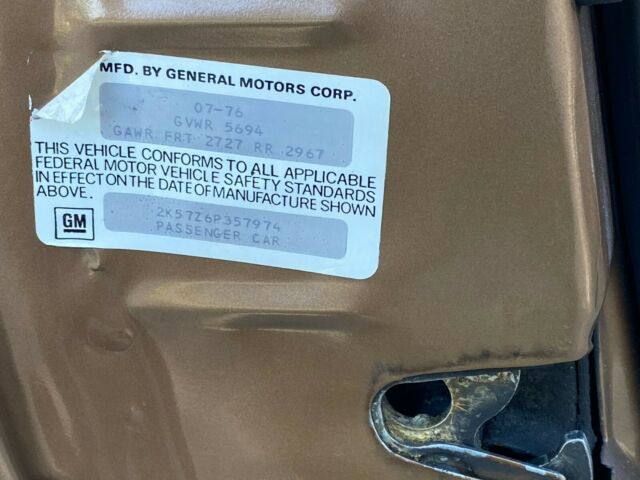 MFD. BY GENERAL MOTORS CORP.
07-76
GVWR 5694
GAWR FRT 2727 RR 2967
THIS VEHICLE CONFORMS TO ALL APPLICABLE
FEDERAL MOTOR VEHICLE SAFETY STANDARDS
IN EFFECT ON THE DATE OF MANUFACTURE SHOWN
ABOVE.
GM
2K57Z6P357974
PASSENGER CAR